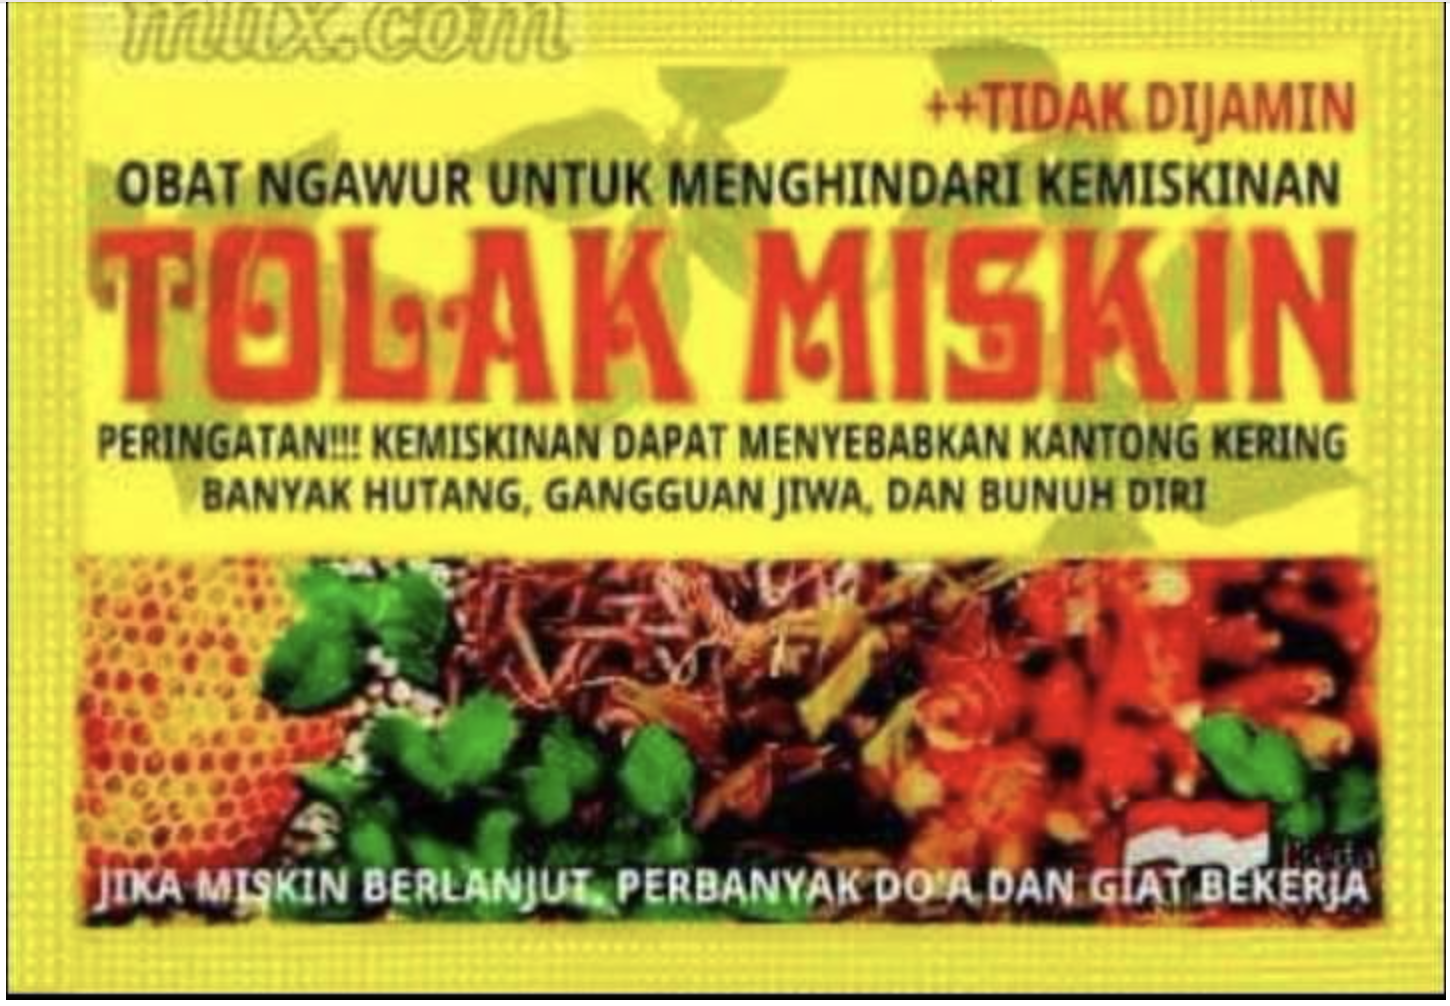 mux.com
++TIDAK DIJAMIN
OBAT NGAWUR UNTUK MENGHINDARI KEMISKINAN
TOLAK MISKIN
PERINGATAN!!! KEMISKINAN DAPAT MENYEBABKAN KANTONG KERING
BANYAK HUTANG, GANGGUAN JIWA, DAN BUNUH DIRI
JIKA MISKIN BERLANJUT, PERBANYAK DO'A DAN GIAT BEKERJA